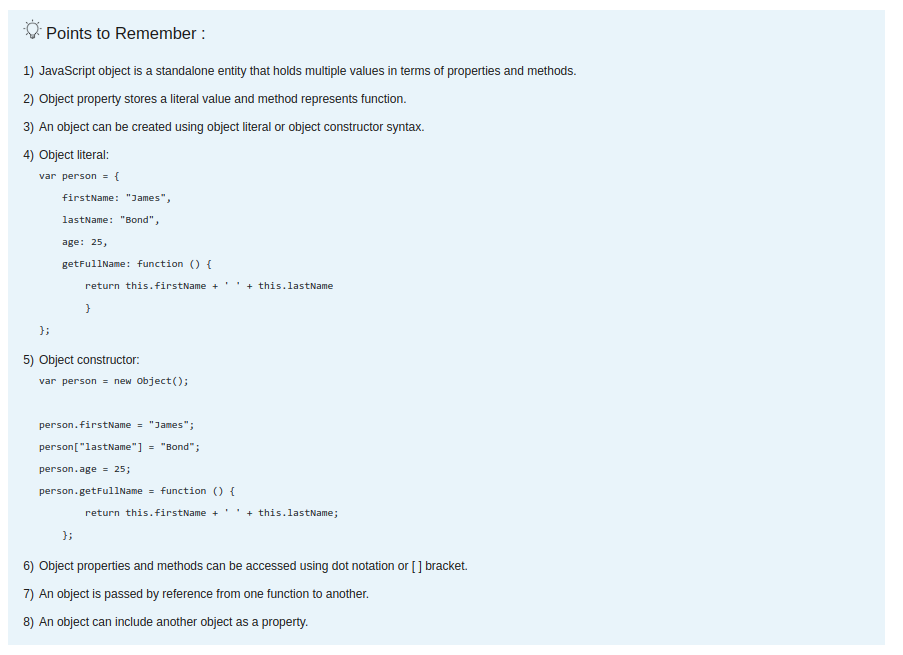 Points to Remember :
1) JavaScript object is a standalone entity that holds multiple values in terms of properties and methods.
2) Object property stores a literal value and method represents function.
3) An object can be created using object literal or object constructor syntax.
4) Object literal:
var person = {
    firstName: "James",
    lastName: "Bond",
    age: 25,
    getFullName: function () {
        return this.firstName + ' ' + this.lastName
        }
};
5) Object constructor:
var person = new Object();

person.firstName = "James";
person["lastName"] = "Bond";
person.age = 25;
person.getFullName = function () {
        return this.firstName + ' ' + this.lastName;
    };
6) Object properties and methods can be accessed using dot notation or [ ] bracket.
7) An object is passed by reference from one function to another.
8) An object can include another object as a property.